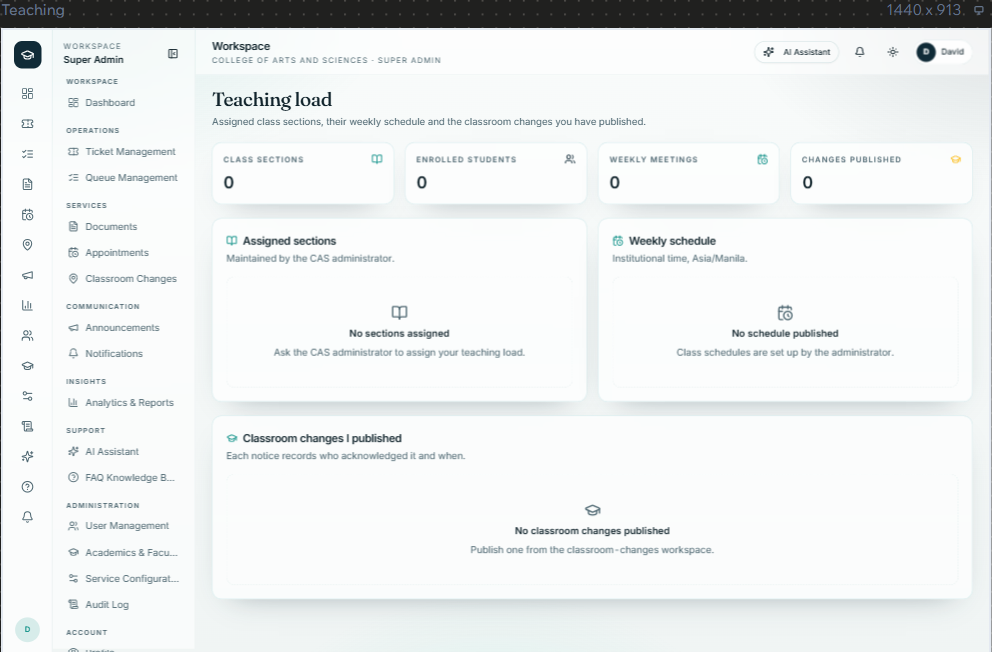 Teaching
1440 x 913
WORKSPACE
Super Admin
WORKSPACE
Dashboard
OPERATIONS
Ticket Management
Queue Management
SERVICES
Documents
Appointments
Classroom Changes
COMMUNICATION
Announcements
Notifications
INSIGHTS
Analytics & Reports
SUPPORT
AI Assistant
FAQ Knowledge B...
ADMINISTRATION
User Management
Academics & Facu...
Service Configurat...
Audit Log
ACCOUNT
D
Workspace
COLLEGE OF ARTS AND SCIENCES - SUPER ADMIN
AI Assistant
D David
Teaching load
Assigned class sections, their weekly schedule and the classroom changes you have published.
CLASS SECTIONS
0
ENROLLED STUDENTS
0
WEEKLY MEETINGS
0
CHANGES PUBLISHED
0
Assigned sections
Maintained by the CAS administrator.
No sections assigned
Ask the CAS administrator to assign your teaching load.
Weekly schedule
Institutional time, Asia/Manila.
No schedule published
Class schedules are set up by the administrator.
Classroom changes I published
Each notice records who acknowledged it and when.
No classroom changes published
Publish one from the classroom-changes workspace.